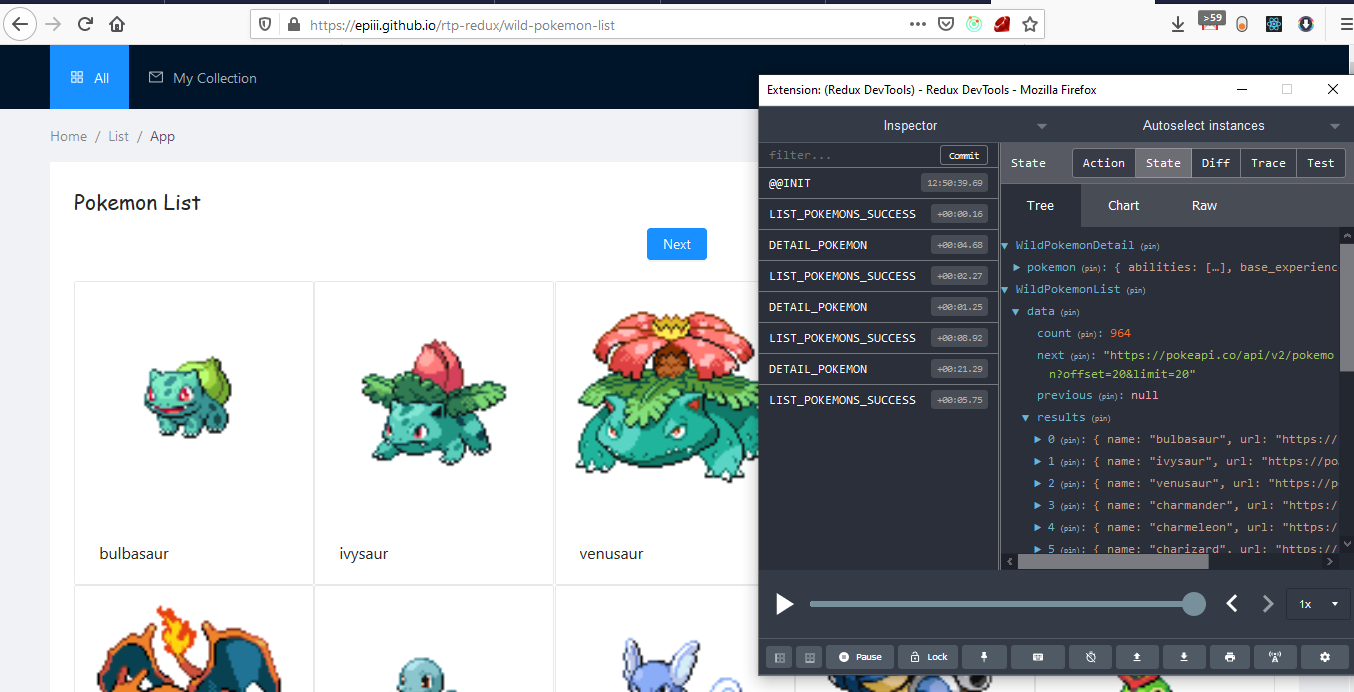 https://epiii.github.io/rtp-redux/wild-pokemon-list
>59
All
My Collection
Home / List / App
Pokemon List
Next
bulbasaur
ivysaur
venusaur
Extension: (Redux DevTools) - Redux DevTools - Mozilla Firefox
Inspector
Autoselect instances
filter...
Commit
@@INIT 12:50:39.69
LIST_POKEMONS_SUCCESS +00:00.16
DETAIL_POKEMON +00:04.68
LIST_POKEMONS_SUCCESS +00:02.27
DETAIL_POKEMON +00:01.25
LIST_POKEMONS_SUCCESS +00:08.92
DETAIL_POKEMON +00:21.29
LIST_POKEMONS_SUCCESS +00:05.75
State
Action State Diff Trace Test
Tree Chart Raw
WildPokemonDetail (pin)
pokemon (pin): { abilities: […], base_experienc
WildPokemonList (pin)
data (pin)
count (pin): 964
next (pin): "https://pokeapi.co/api/v2/pokemo
n?offset=20&limit=20"
previous (pin): null
results (pin)
0 (pin): { name: "bulbasaur", url: "https://
1 (pin): { name: "ivysaur", url: "https://po
2 (pin): { name: "venusaur", url: "https://p
3 (pin): { name: "charmander", url: "https:/
4 (pin): { name: "charmeleon", url: "https:/
5 (pin): { name: "charizard", url: "https://
1x
Pause
Lock